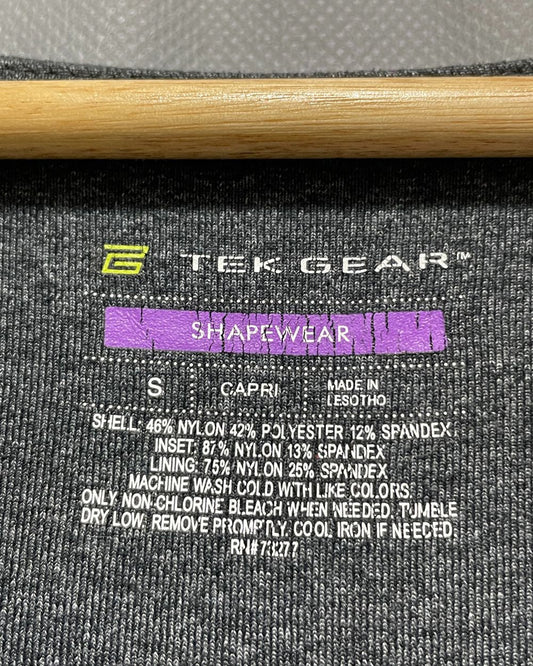 TEK GEAR™
SHAPEWEAR
S CAPRI MADE IN
LESOTHO
SHELL: 46% NYLON 42% POLYESTER 12% SPANDEX
INSET: 87% NYLON 13% SPANDEX
LINING: 75% NYLON 25% SPANDEX
MACHINE WASH COLD WITH LIKE COLORS.
ONLY NON-CHLORINE BLEACH WHEN NEEDED. TUMBLE
DRY LOW. REMOVE PROMPTLY. COOL IRON IF NEEDED.
RN# 73277